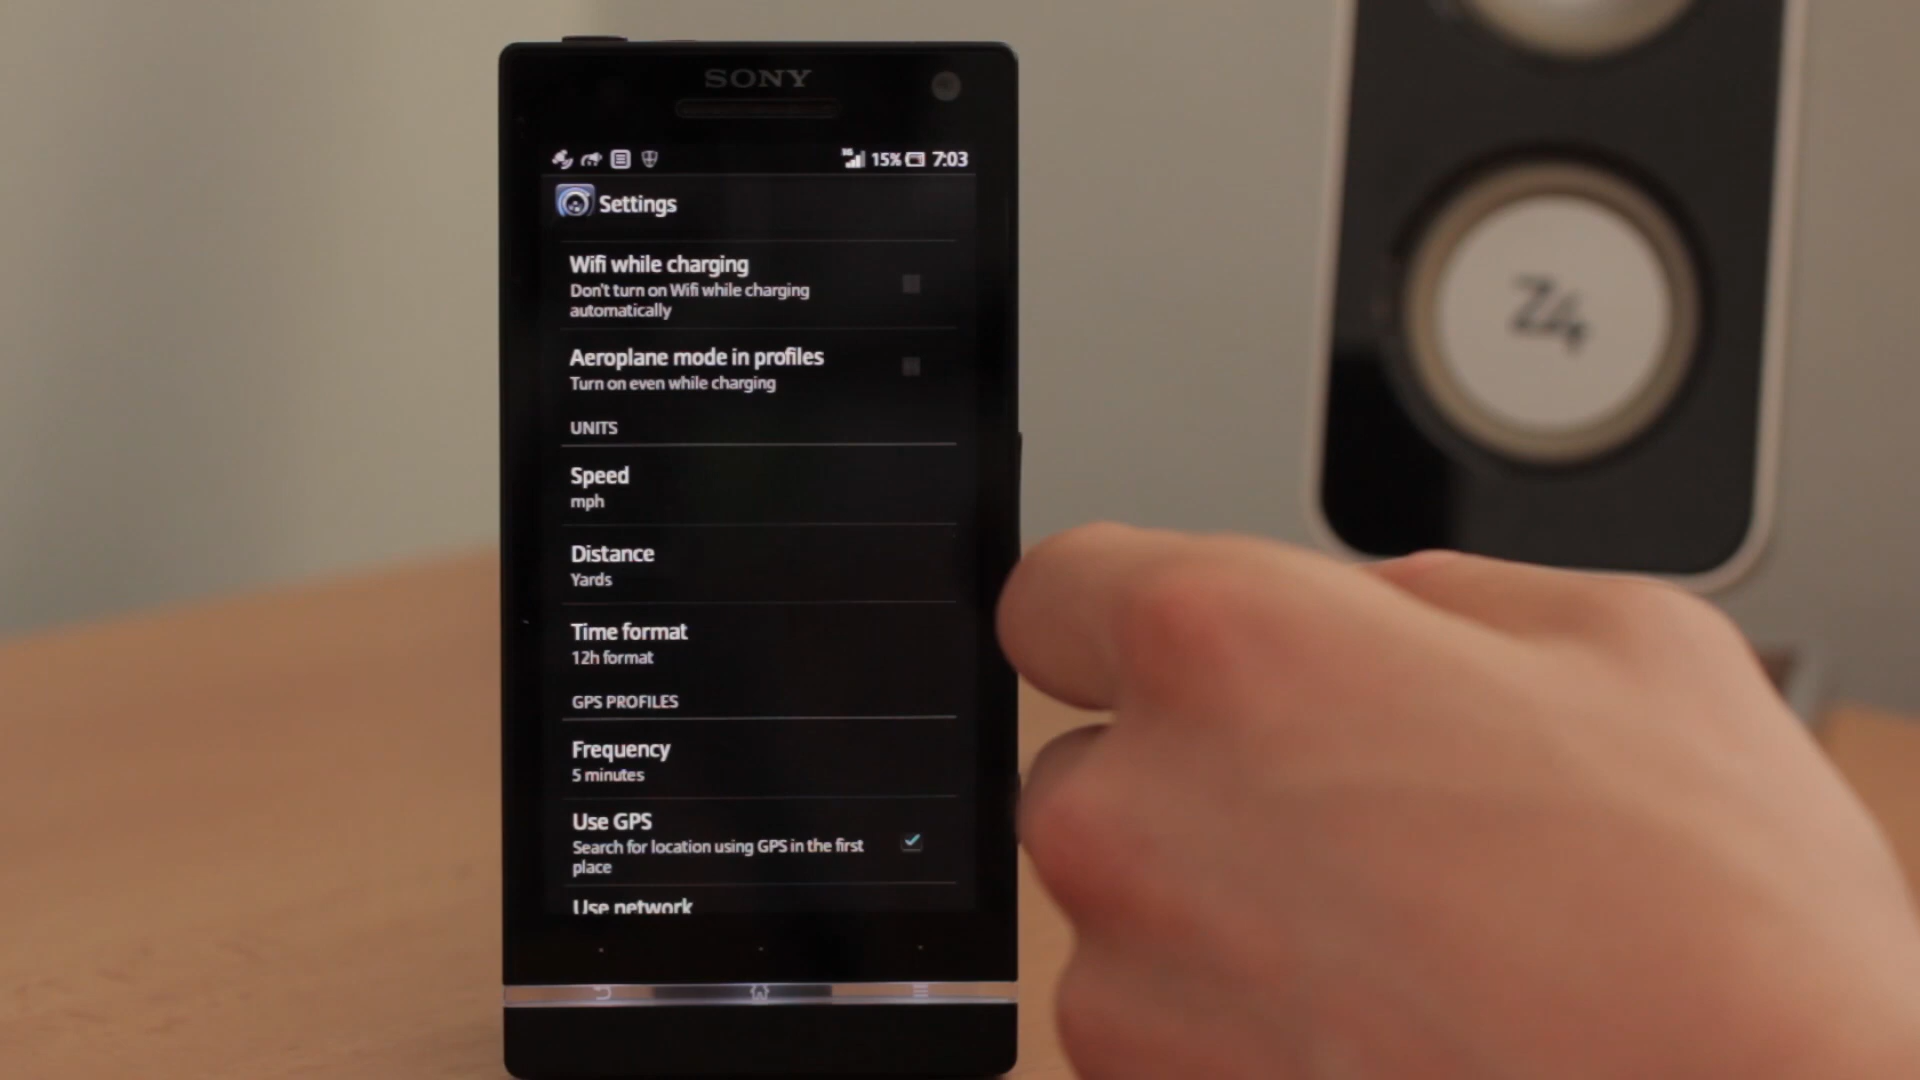 SONY
3G 15% 7:03
Settings
Wifi while charging
Don't turn on Wifi while charging
automatically
Aeroplane mode in profiles
Turn on even while charging
UNITS
Speed
mph
Distance
Yards
Time format
12h format
GPS PROFILES
Frequency
5 minutes
Use GPS
Search for location using GPS in the first
place
Use network
Z4